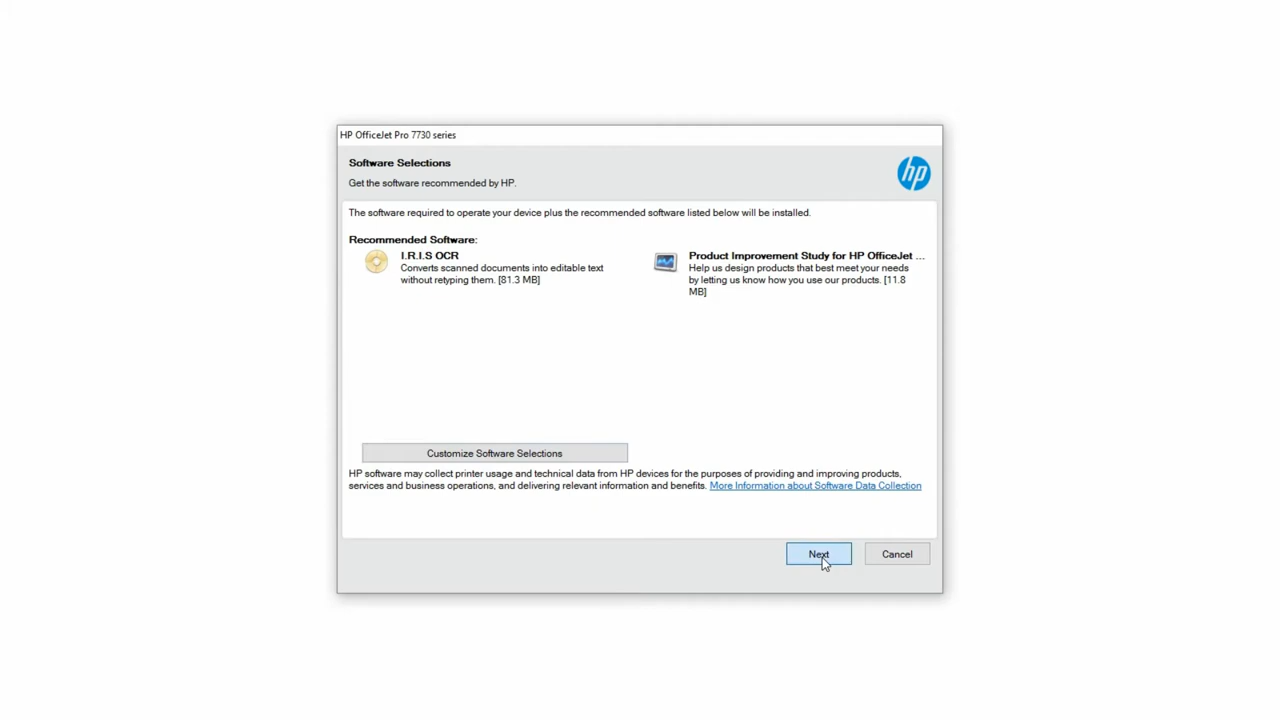 HP OfficeJet Pro 7730 series
Software Selections
Get the software recommended by HP.
hp
The software required to operate your device plus the recommended software listed below will be installed.
Recommended Software:
I.R.I.S OCR
Converts scanned documents into editable text
without retyping them. [81.3 MB]
Product Improvement Study for HP OfficeJet ...
Help us design products that best meet your needs
by letting us know how you use our products. [11.8
MB]
Customize Software Selections
HP software may collect printer usage and technical data from HP devices for the purposes of providing and improving products,
services and business operations, and delivering relevant information and benefits. More Information about Software Data Collection
Next
Cancel